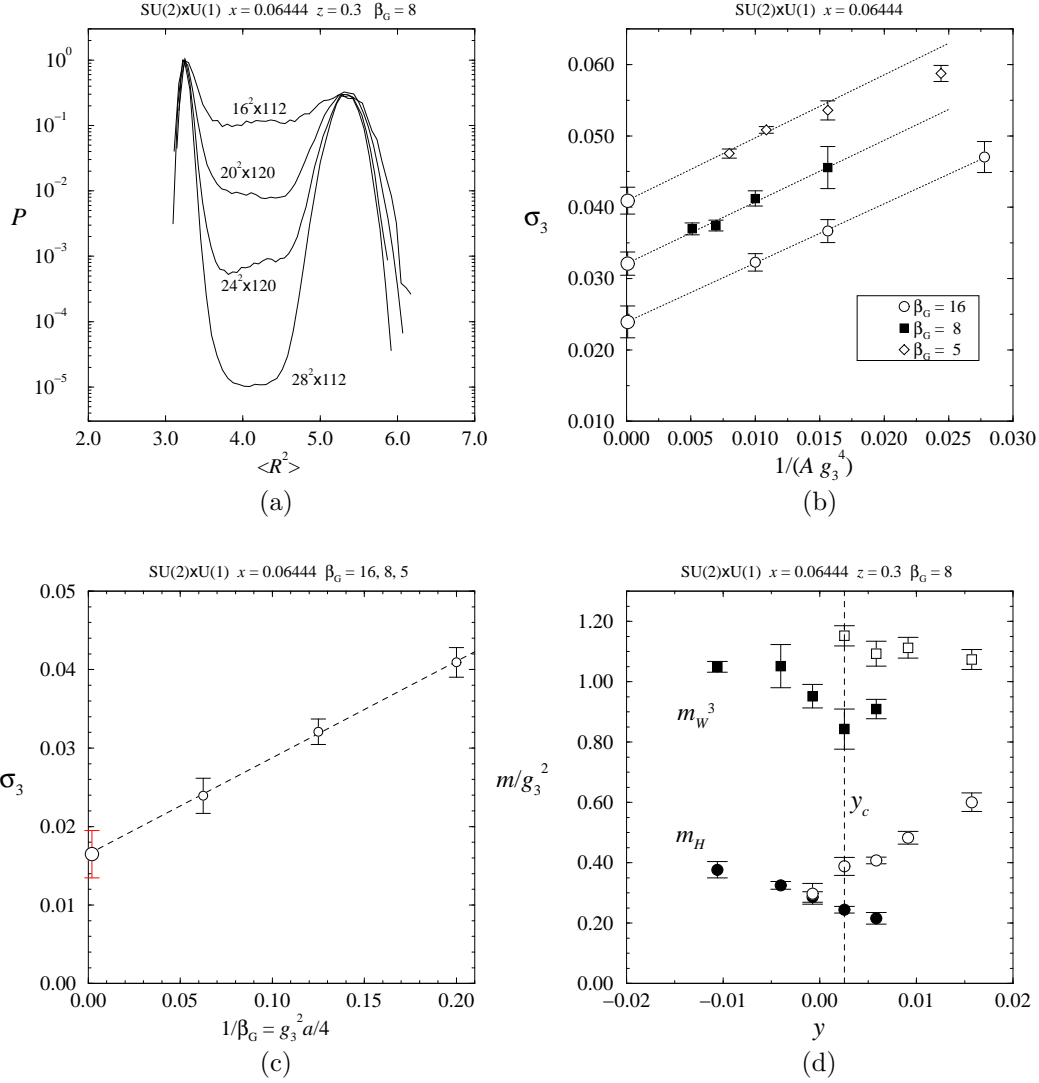 SU(2)xU(1) x = 0.06444 z = 0.3 β_G = 8
10^0
10^-1
10^-2
10^-3
10^-4
10^-5
P
16^2x112
20^2x120
24^2x120
28^2x112
2.0 3.0 4.0 5.0 6.0 7.0
<R^2>
(a)
SU(2)xU(1) x = 0.06444
0.060
0.050
0.040
0.030
0.020
0.010
σ_3
β_G = 16
β_G = 8
β_G = 5
0.000 0.005 0.010 0.015 0.020 0.025 0.030
1/(A g_3^4)
(b)
SU(2)xU(1) x = 0.06444 β_G = 16, 8, 5
0.05
0.04
0.03
0.02
0.01
0.00
σ_3
0.00 0.05 0.10 0.15 0.20
1/β_G = g_3^2 a/4
(c)
SU(2)xU(1) x = 0.06444 z = 0.3 β_G = 8
1.20
1.00
0.80
0.60
0.40
0.20
0.00
m/g_3^2
m_W^3
y_c
m_H
−0.02 −0.01 0.00 0.01 0.02
y
(d)